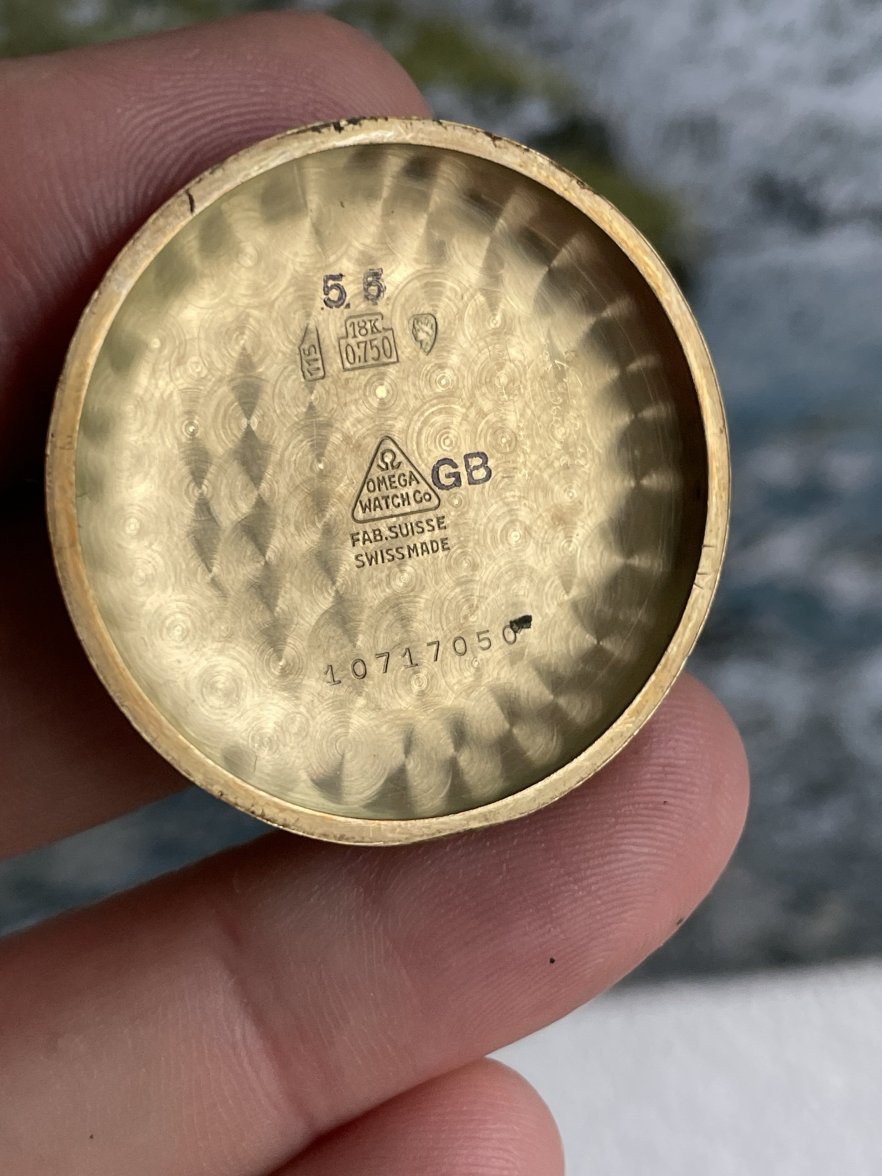 5.6
115
18K
0,750
Ω
OMEGA
WATCH Co
GB
FAB.SUISSE
SWISS MADE
10717050